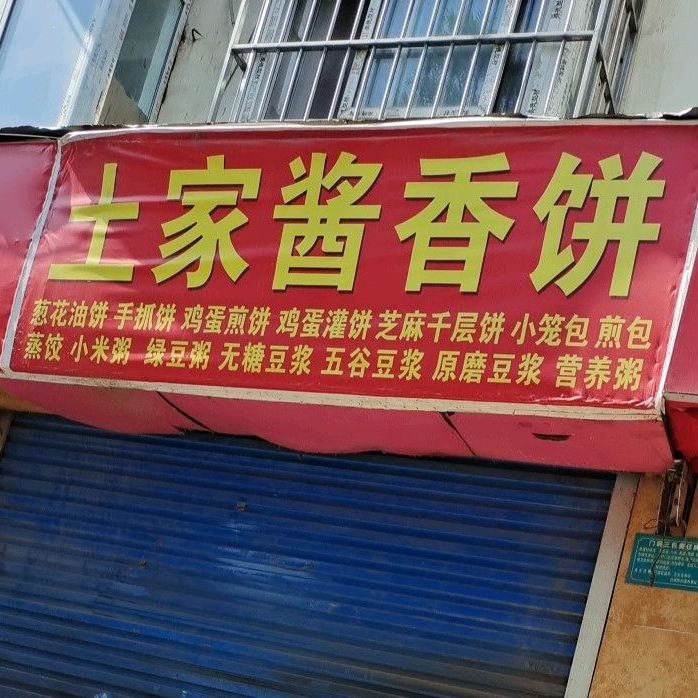 土家酱香饼
葱花油饼 手抓饼 鸡蛋煎饼 鸡蛋灌饼 芝麻千层饼 小笼包 煎包
蒸饺 小米粥 绿豆粥 无糖豆浆 五谷豆浆 原磨豆浆 营养粥